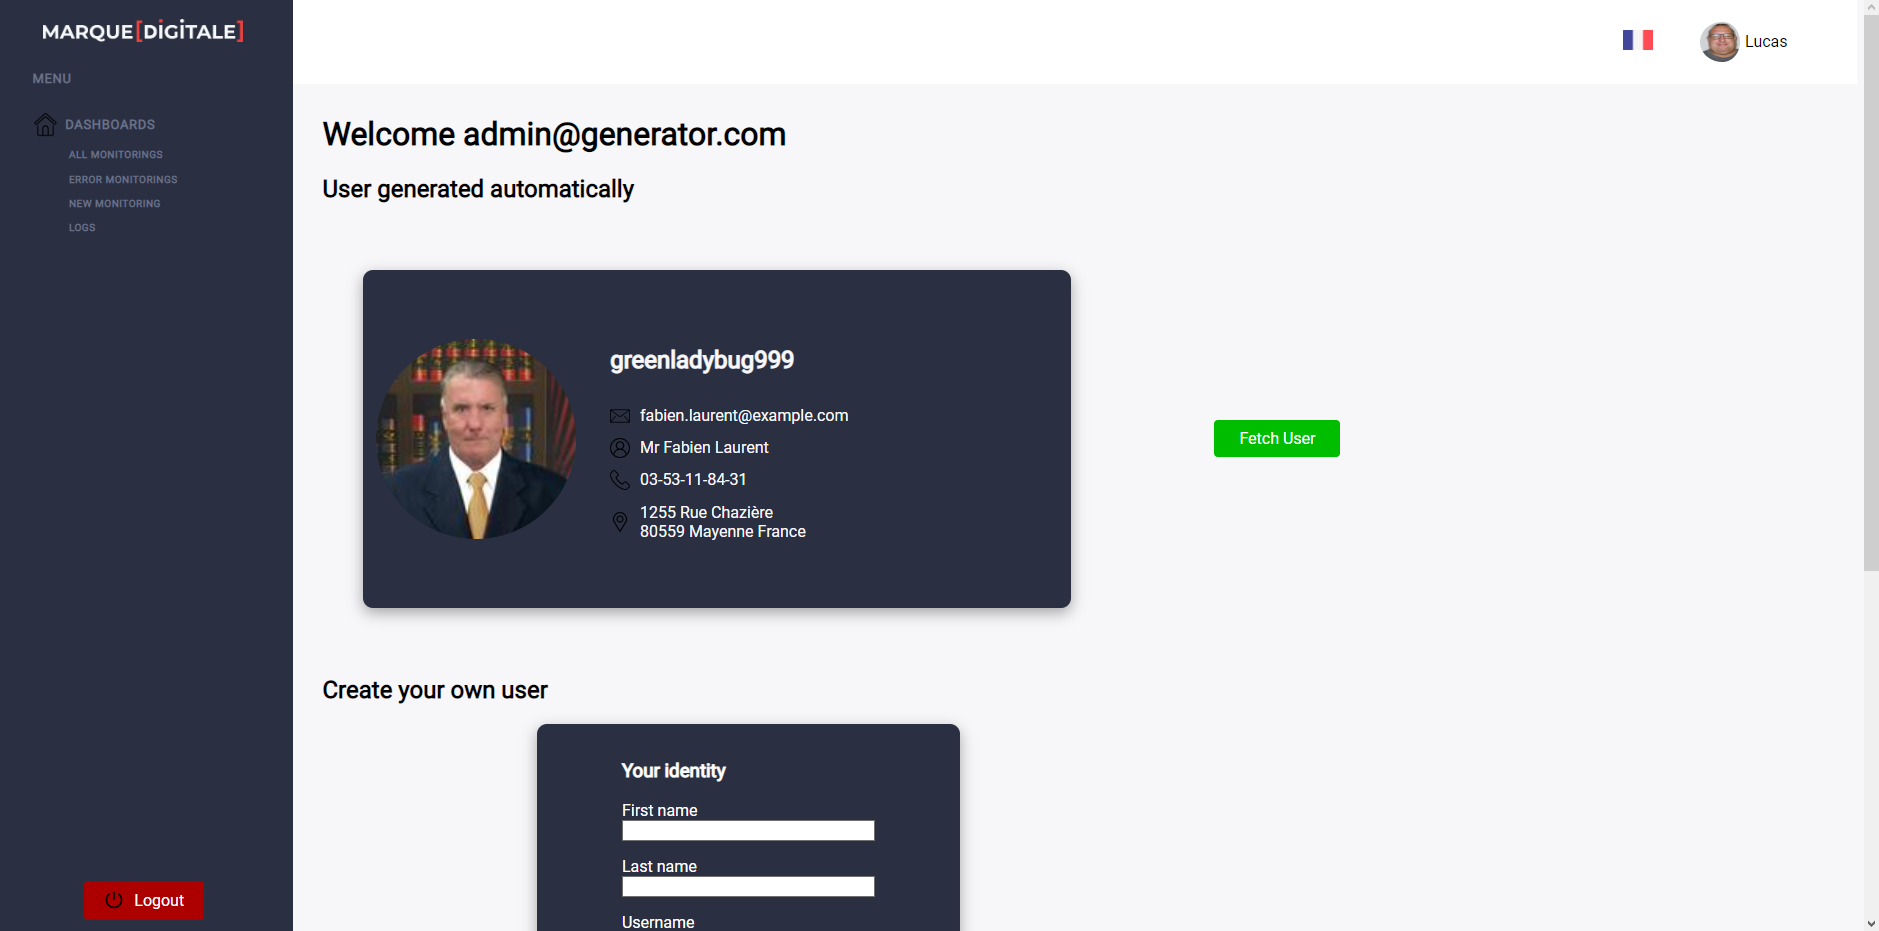 MARQUE[DiGiTALE]
MENU
DASHBOARDS
ALL MONITORINGS
ERROR MONITORINGS
NEW MONITORING
LOGS
Logout
Lucas
Welcome admin@generator.com
User generated automatically
greenladybug999
fabien.laurent@example.com
Mr Fabien Laurent
03-53-11-84-31
1255 Rue Chazière
80559 Mayenne France
Fetch User
Create your own user
Your identity
First name
Last name
Username